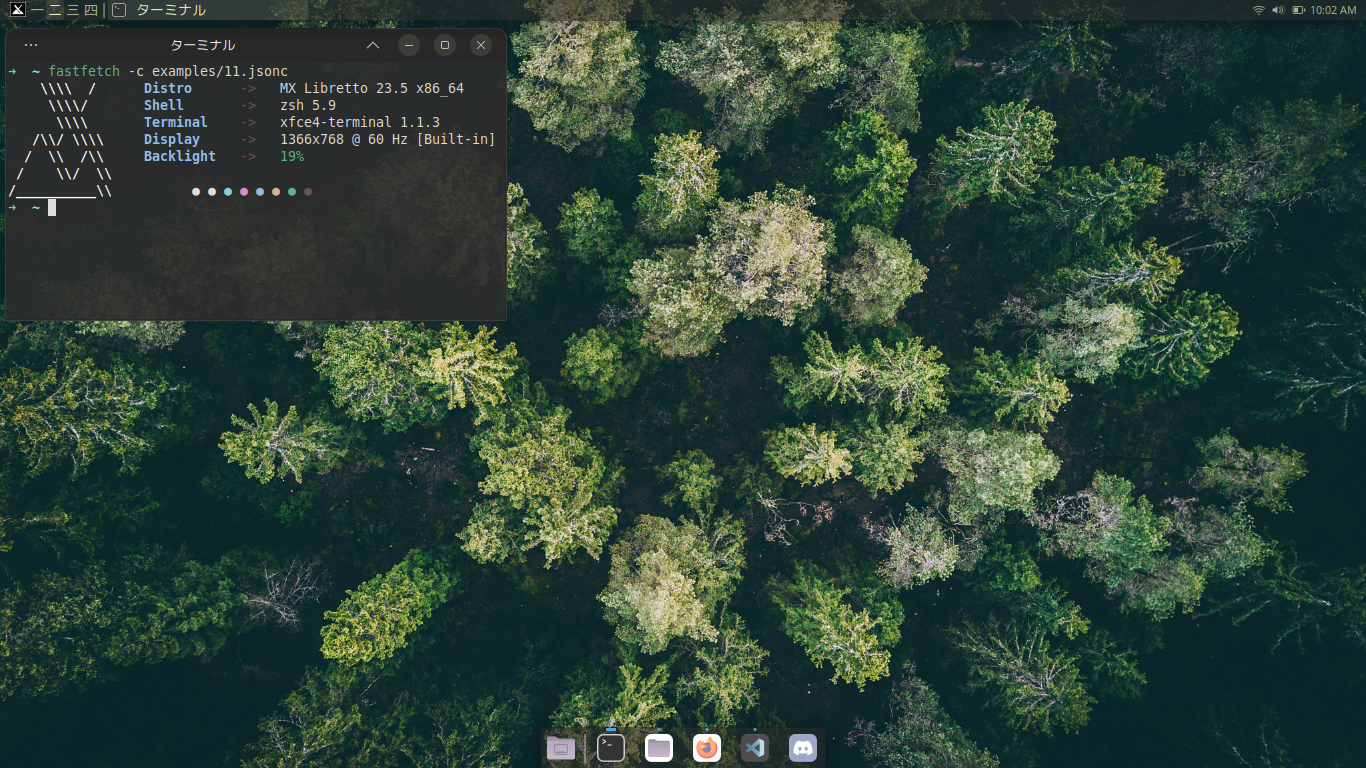 一 二 三 四 ターミナル
10:02 AM
ターミナル
➜ ~ fastfetch -c examples/11.jsonc
Distro -> MX Libretto 23.5 x86_64
Shell -> zsh 5.9
Terminal -> xfce4-terminal 1.1.3
Display -> 1366x768 @ 60 Hz [Built-in]
Backlight -> 19%
➜ ~